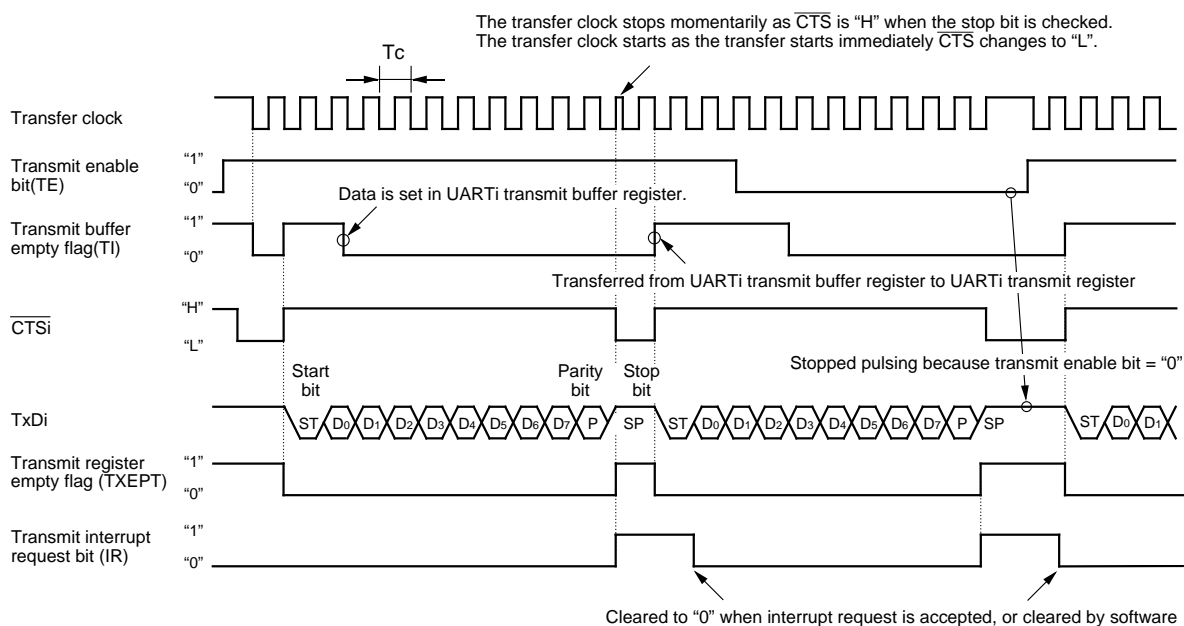 The transfer clock stops momentarily as CTS is “H” when the stop bit is checked.
The transfer clock starts as the transfer starts immediately CTS changes to “L”.
Tc
Transfer clock
Transmit enable
bit(TE)
“1”
“0”
Data is set in UARTi transmit buffer register.
Transmit buffer
empty flag(TI)
“1”
“0”
Transferred from UARTi transmit buffer register to UARTi transmit register
CTSi
“H”
“L”
Stopped pulsing because transmit enable bit = “0”
Start
bit
Parity
bit
Stop
bit
TxDi
ST D0 D1 D2 D3 D4 D5 D6 D7 P SP ST D0 D1 D2 D3 D4 D5 D6 D7 P SP ST D0 D1
Transmit register
empty flag (TXEPT)
“1”
“0”
Transmit interrupt
request bit (IR)
“1”
“0”
Cleared to “0” when interrupt request is accepted, or cleared by software